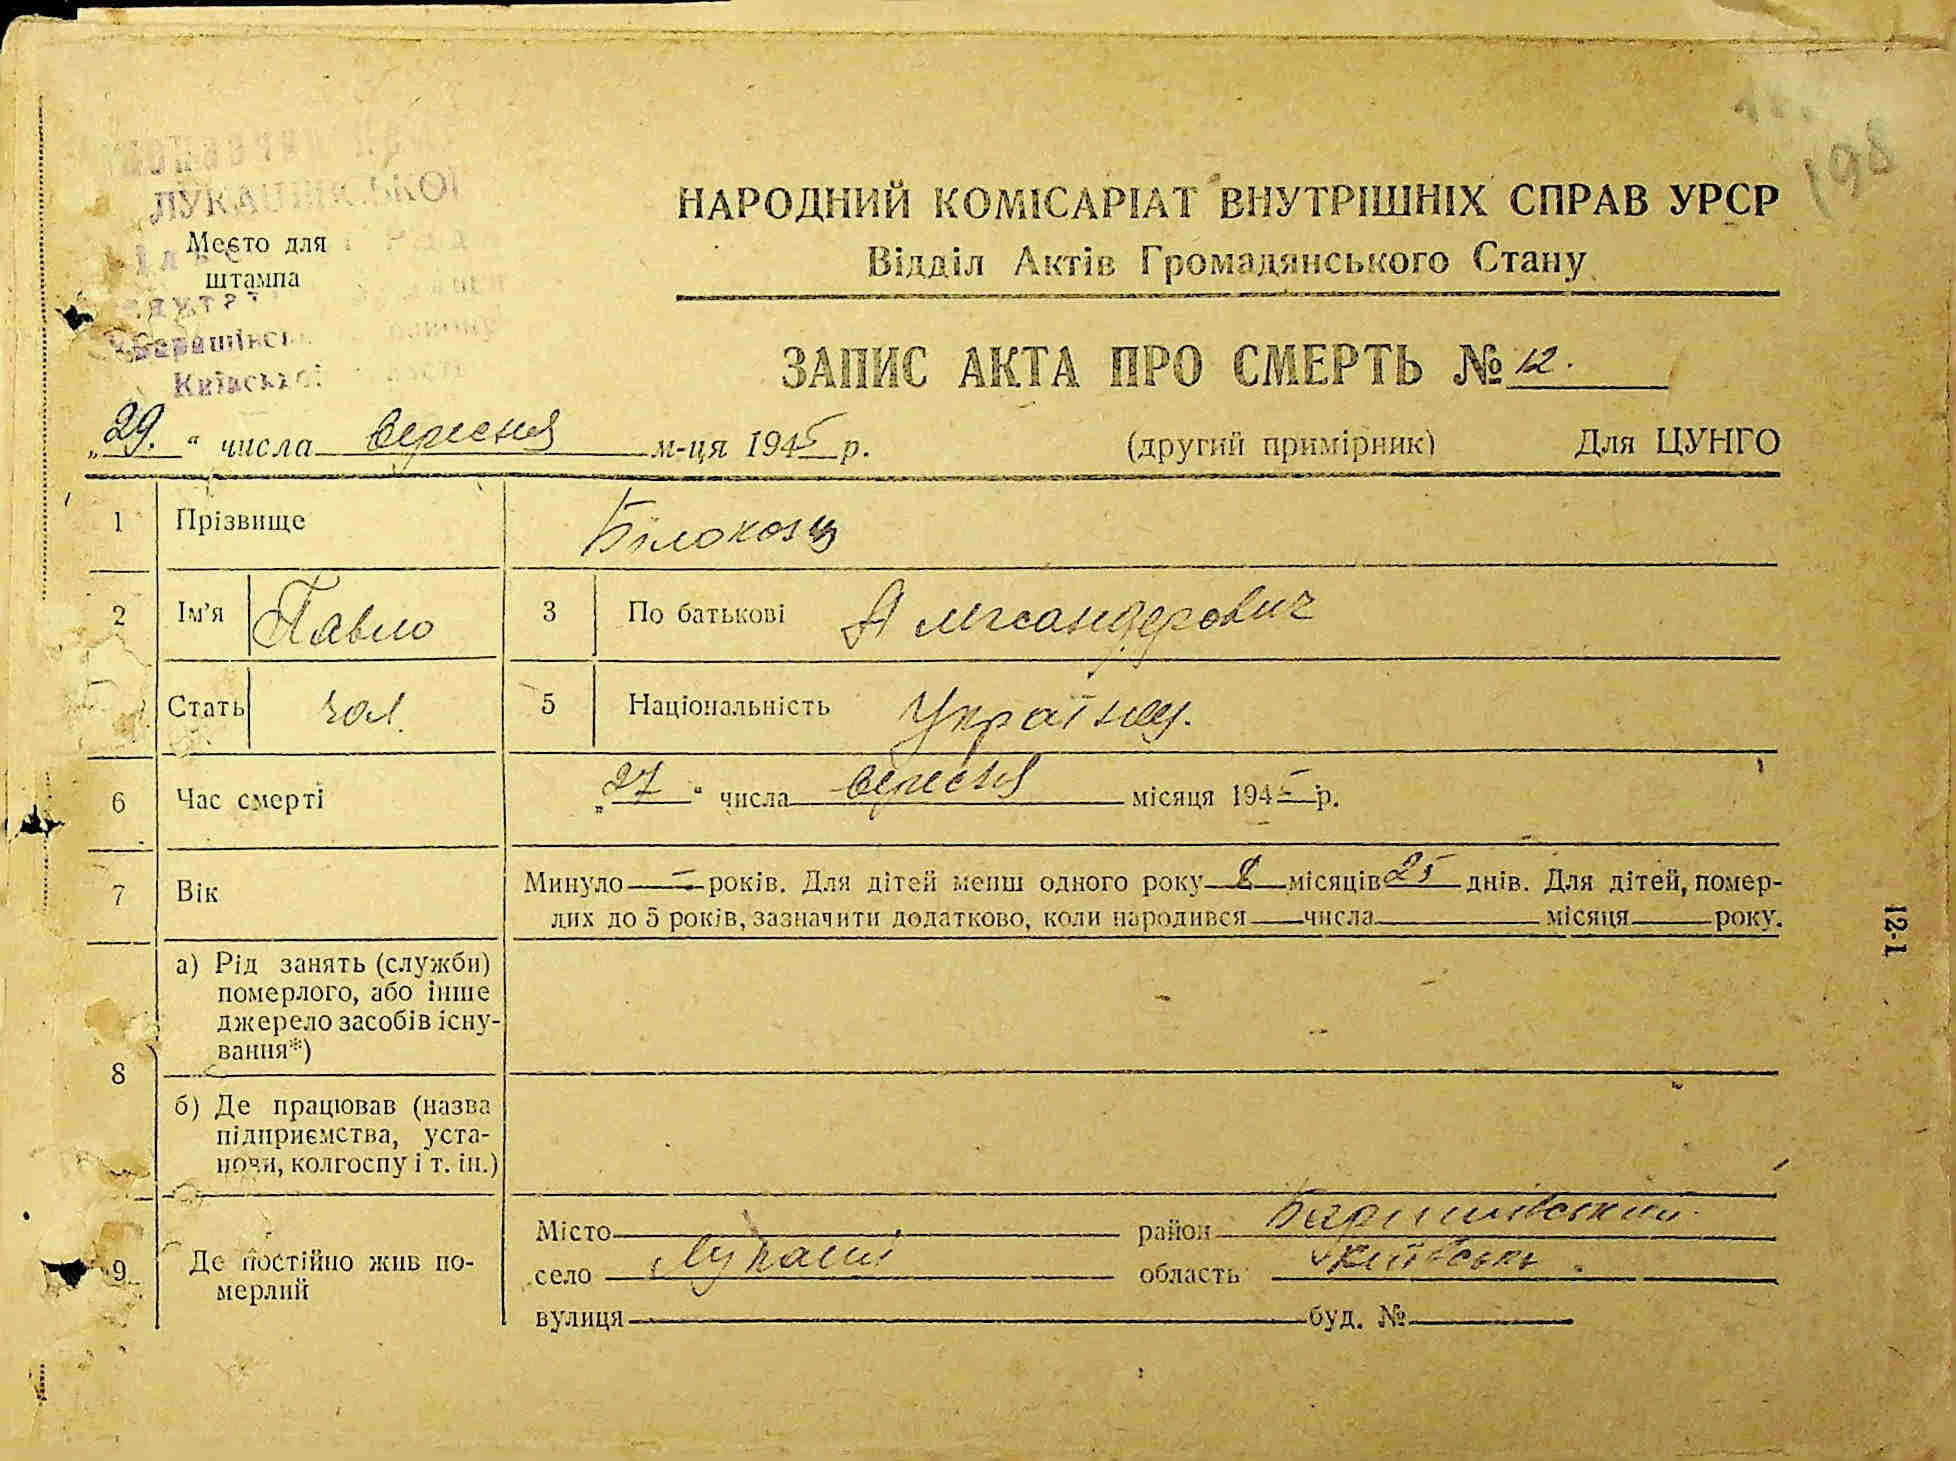 198
ЛУКАШІВСЬКОЇ
Место для
штампа
Київської
НАРОДНИЙ КОМІСАРІАТ ВНУТРІШНІХ СПРАВ УРСР
Відділ Актів Громадянського Стану
ЗАПИС АКТА ПРО СМЕРТЬ № 12.
„29.“ числа вересня м-ця 1945 р. (другий примірник) Для ЦУНГО
1 Прізвище Білоконь
2 Ім'я Павло 3 По батькові Александрович
Стать чол. 5 Національність Україн.
6 Час смерті „27“ числа вересня місяця 1945 р.
7 Вік Минуло — років. Для дітей менш одного року 8 місяців 25 днів. Для дітей, помер-
лих до 5 років, зазначити додатково, коли народився числа місяця року.
8 а) Рід занять (служби)
померлого, або інше
джерело засобів існу-
вання*)
б) Де працював (назва
підприємства, уста-
нови, колгоспу і т. ін.)
9 Де постійно жив по-
мерлий
Місто район Баришівський
село Лукаші область Київськ.
вулиця буд. №
12-1